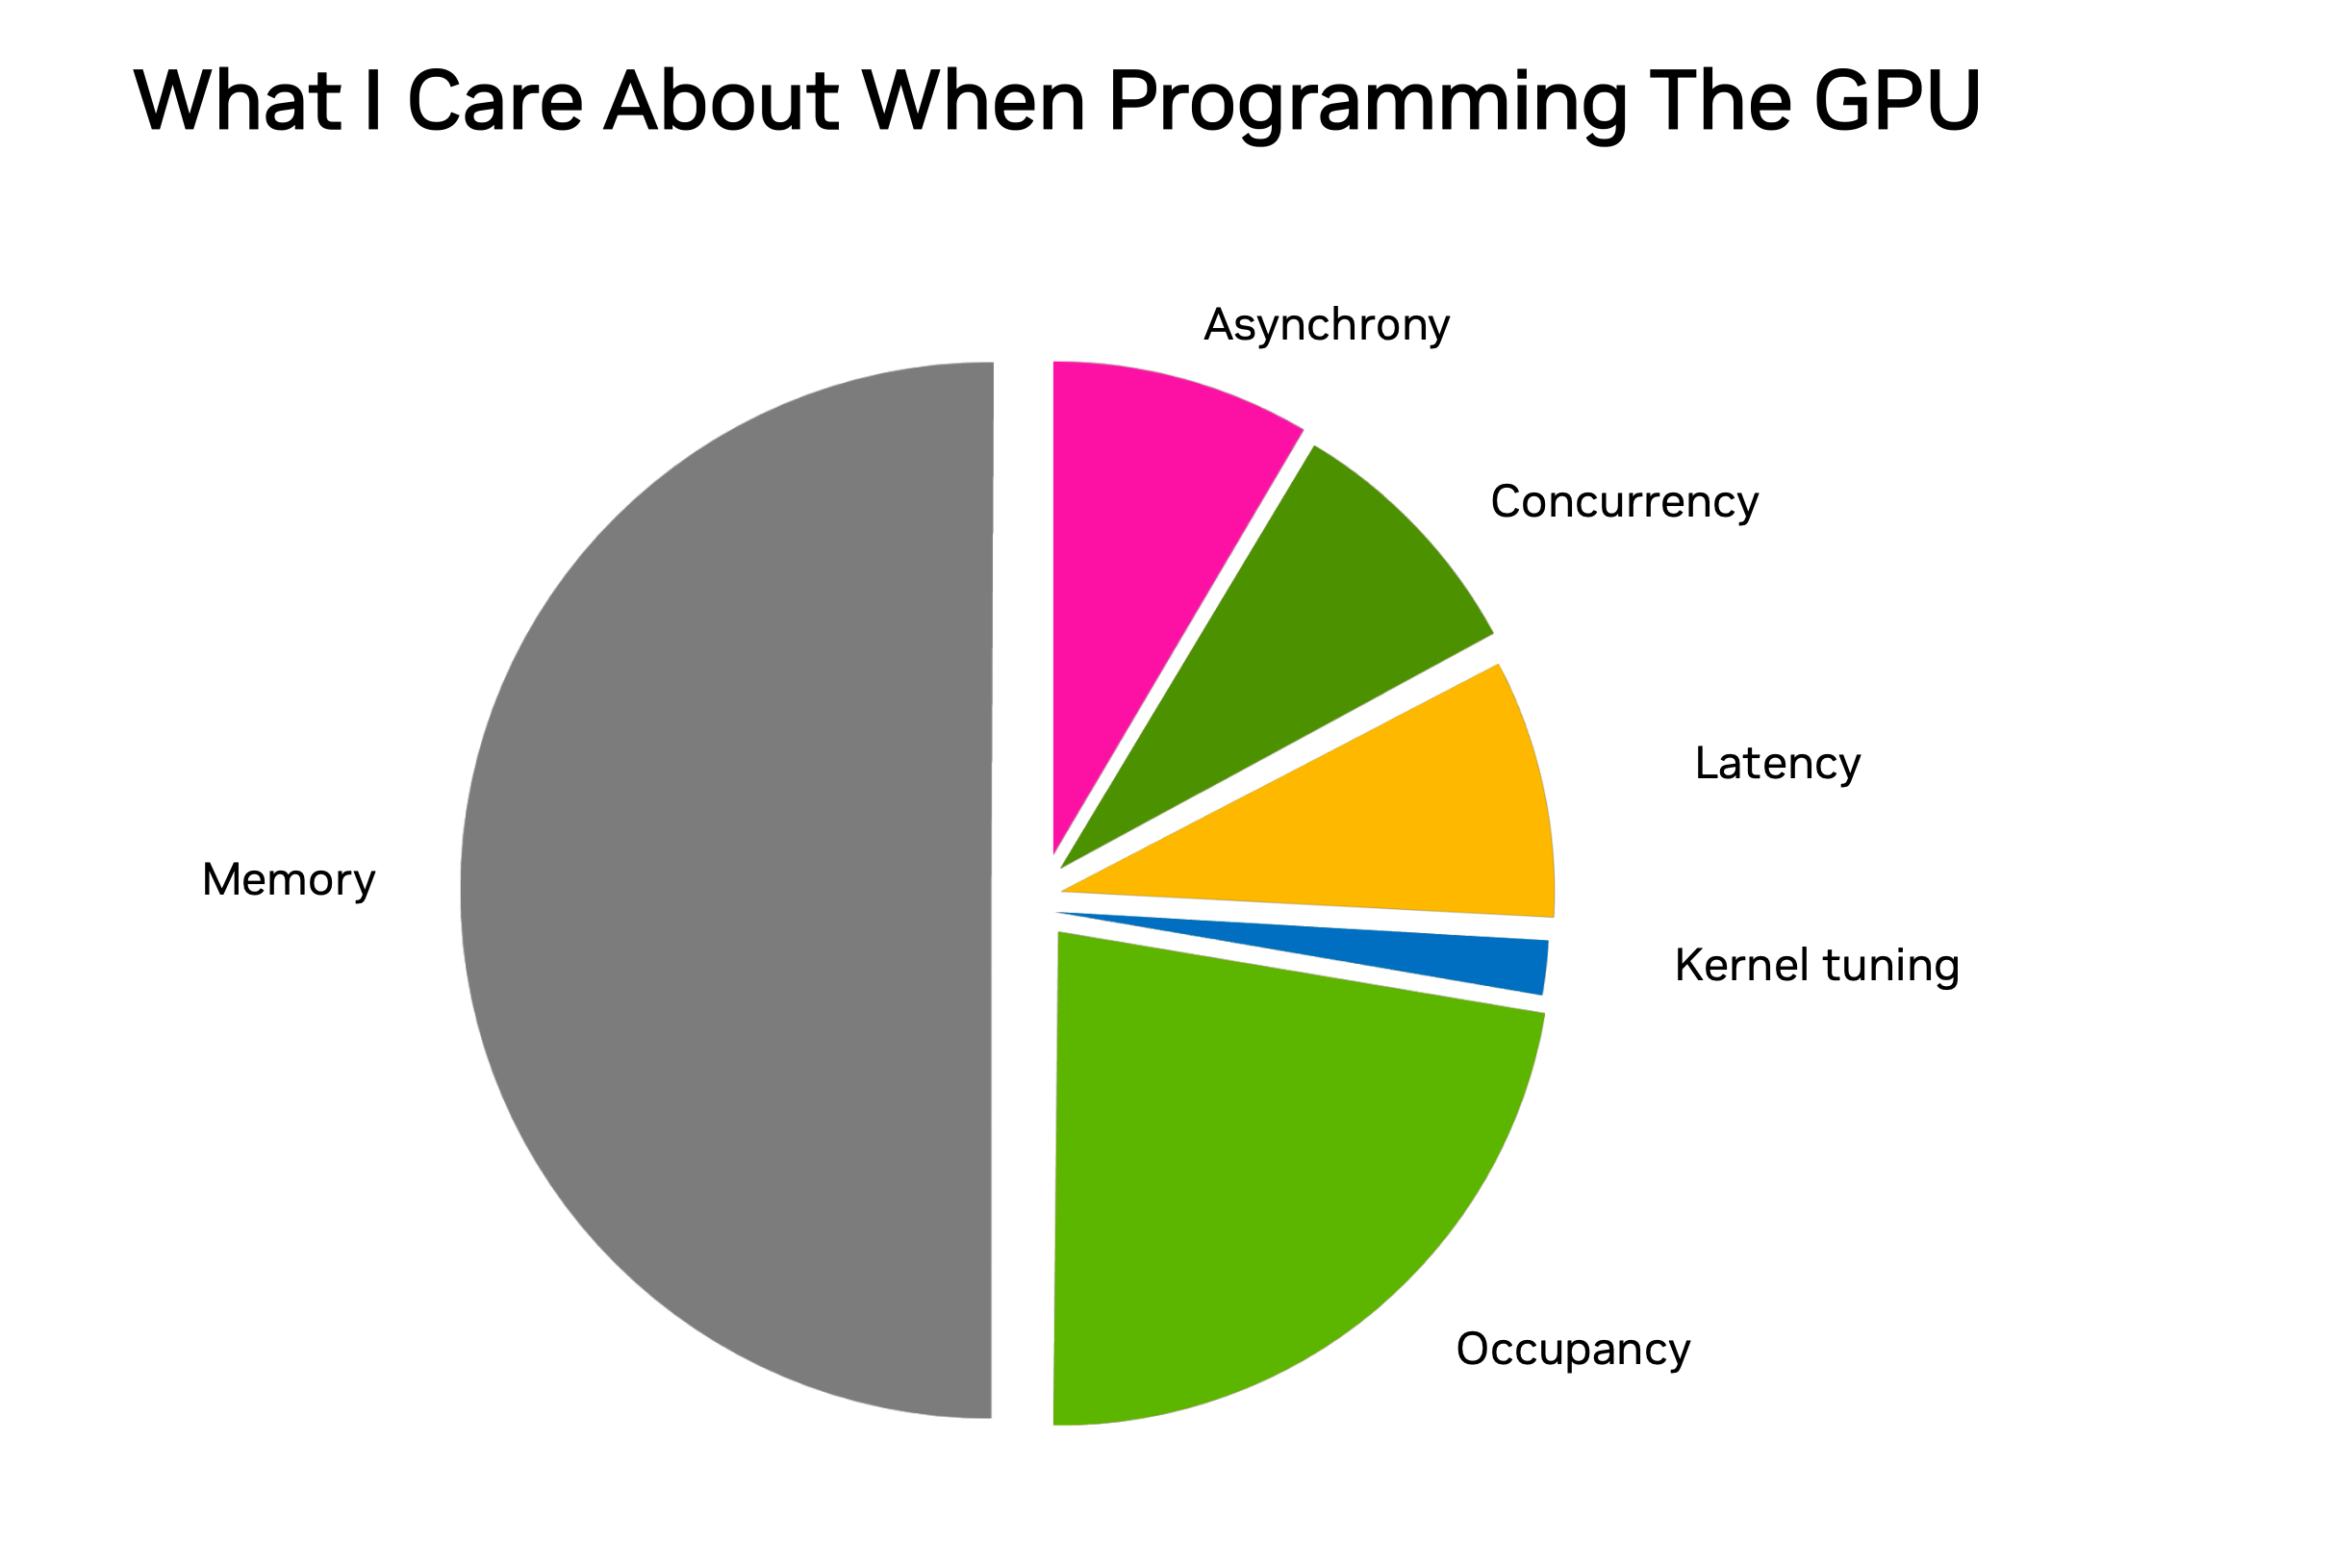 What I Care About When Programming The GPU
Asynchrony
Concurrency
Latency
Memory
Kernel tuning
Occupancy